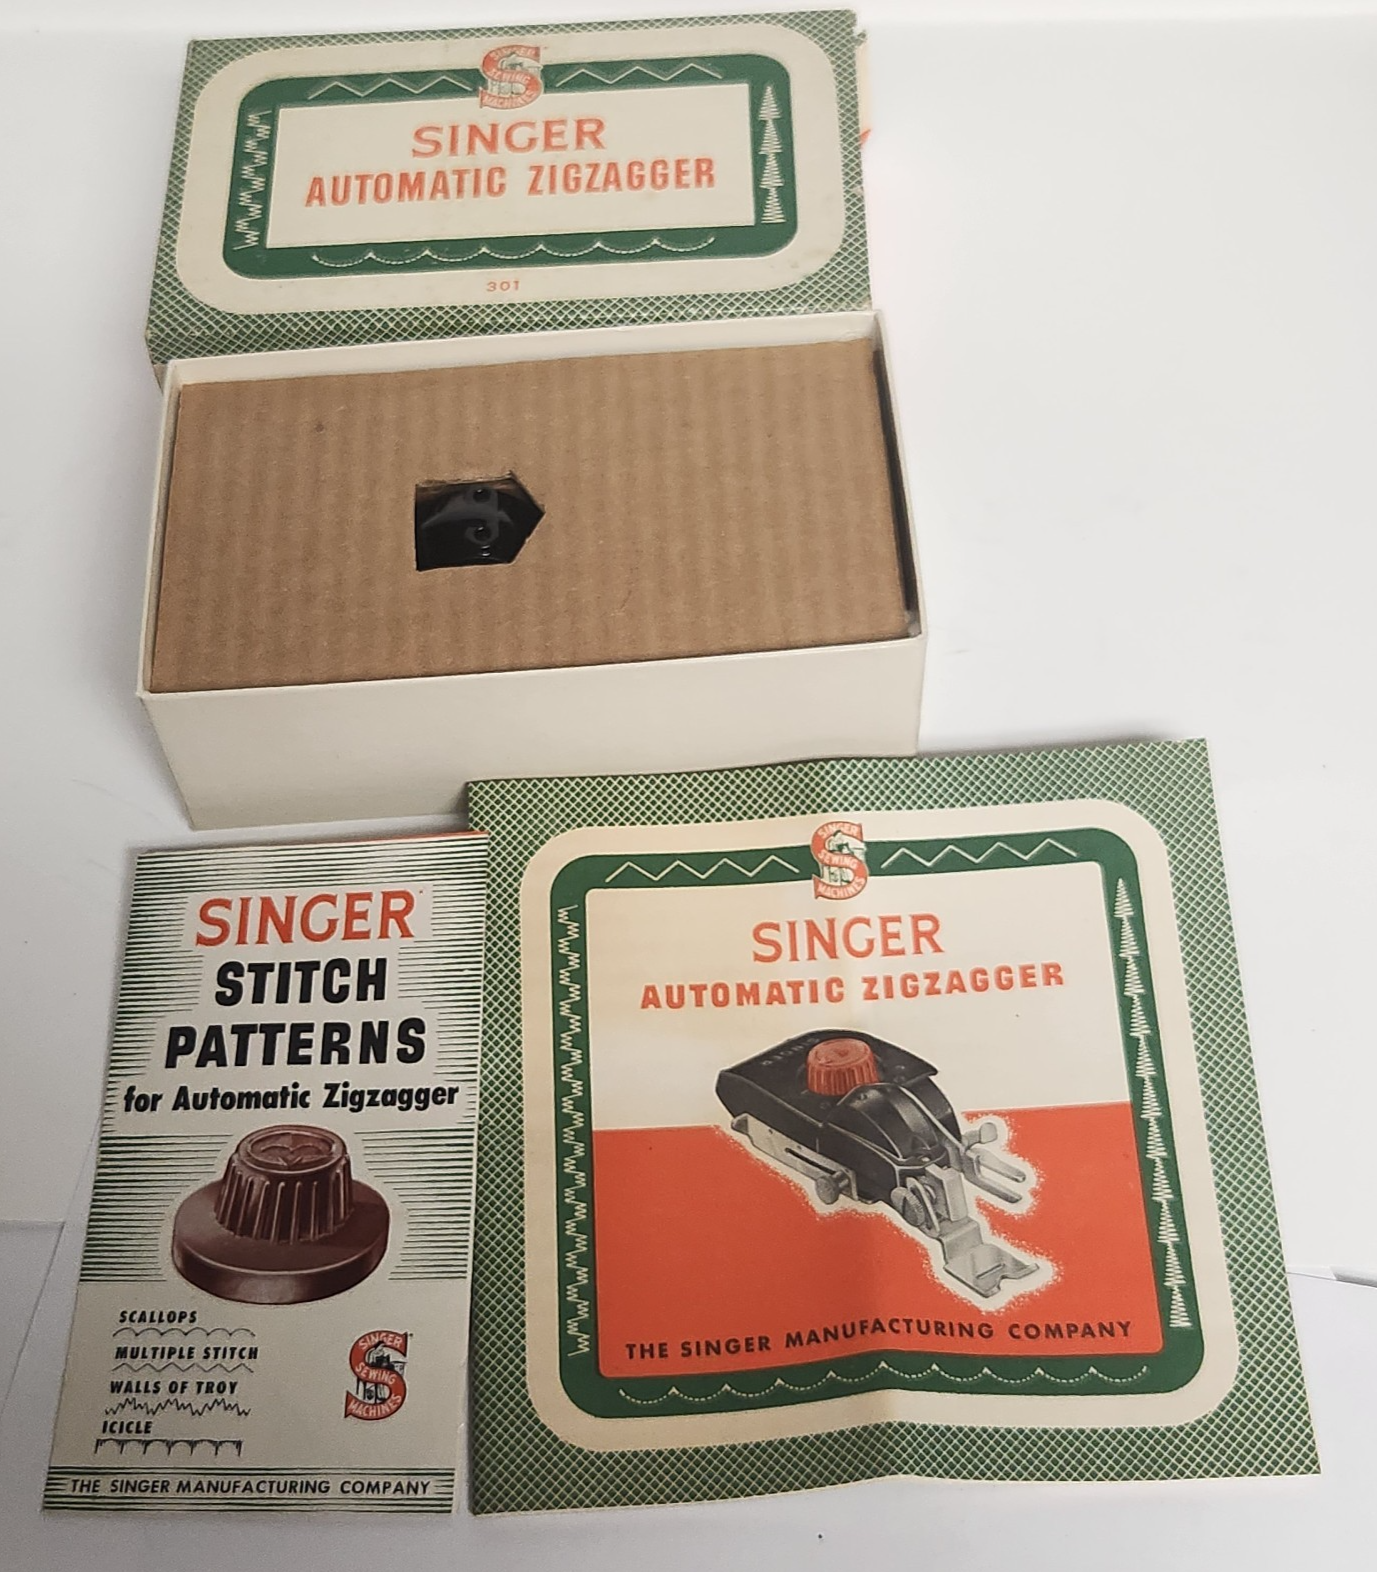 SINGER
SEWING
MACHINES
SINGER
AUTOMATIC ZIGZAGGER
301
SINGER
STITCH
PATTERNS
for Automatic Zigzagger
SCALLOPS
MULTIPLE STITCH
WALLS OF TROY
ICICLE
SINGER
SEWING
MACHINES
THE SINGER MANUFACTURING COMPANY
SINGER
SEWING
MACHINES
SINGER
AUTOMATIC ZIGZAGGER
SINGER
THE SINGER MANUFACTURING COMPANY